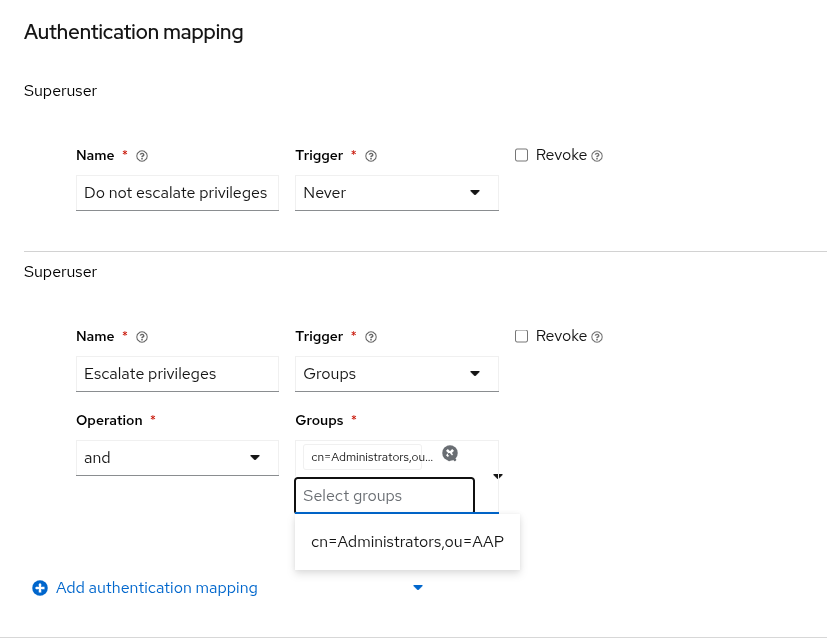 Authentication mapping
Superuser
Name * Trigger * Revoke
Do not escalate privileges Never
Superuser
Name * Trigger * Revoke
Escalate privileges Groups
Operation * Groups *
and cn=Administrators,ou...
Select groups
cn=Administrators,ou=AAP
Add authentication mapping